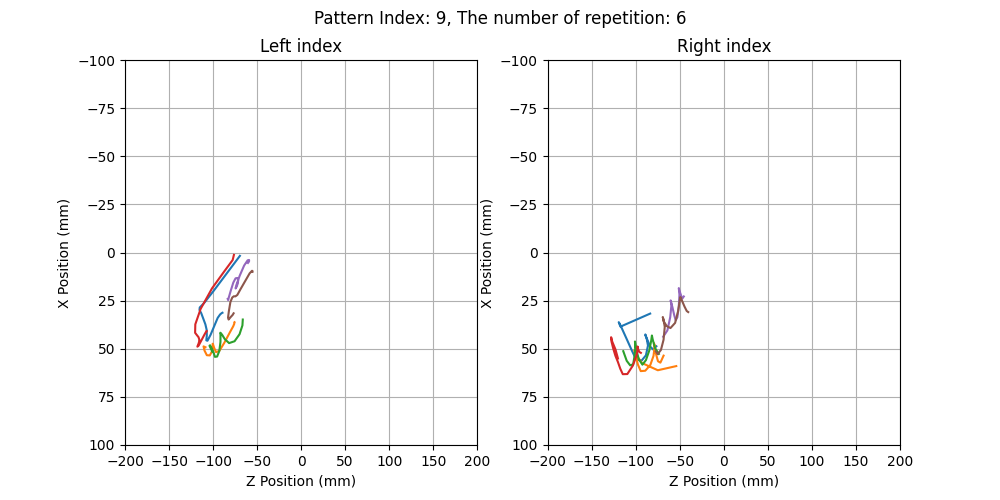 Pattern Index: 9, The number of repetition: 6
Left index
Right index
−100
−75
−50
−25
0
25
50
75
100
X Position (mm)
−200 −150 −100 −50 0 50 100 150 200
Z Position (mm)
−100
−75
−50
−25
0
25
50
75
100
X Position (mm)
−200 −150 −100 −50 0 50 100 150 200
Z Position (mm)